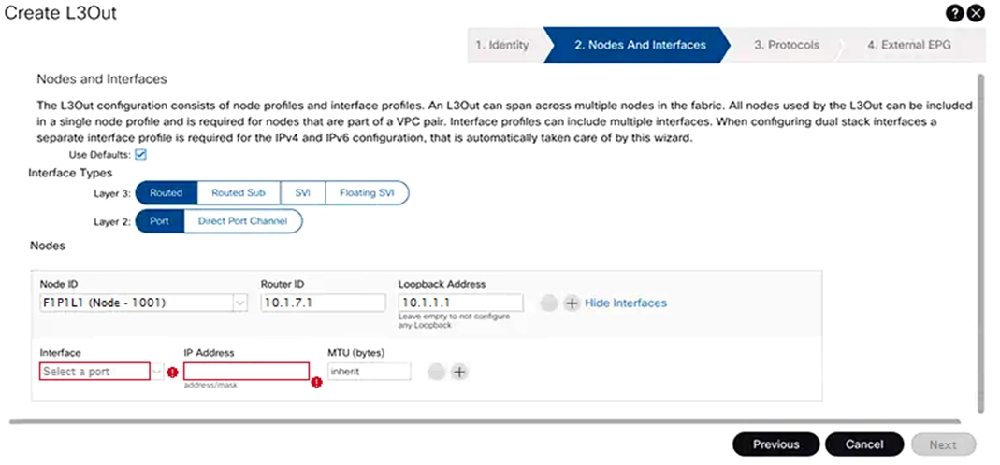 Create L3Out
? X
1. Identity 2. Nodes And Interfaces 3. Protocols 4. External EPG
Nodes and Interfaces
The L3Out configuration consists of node profiles and interface profiles. An L3Out can span across multiple nodes in the fabric. All nodes used by the L3Out can be included
in a single node profile and is required for nodes that are part of a VPC pair. Interface profiles can include multiple interfaces. When configuring dual stack interfaces a
separate interface profile is required for the IPv4 and IPv6 configuration, that is automatically taken care of by this wizard.
Use Defaults:
Interface Types
Layer 3: Routed Routed Sub SVI Floating SVI
Layer 2: Port Direct Port Channel
Nodes
Node ID Router ID Loopback Address
F1P1L1 (Node - 1001) 10.1.7.1 10.1.1.1 + Hide Interfaces
Leave empty to not configure
any Loopback
Interface IP Address MTU (bytes)
Select a port ! ! inherit +
address/mask
Previous Cancel Next